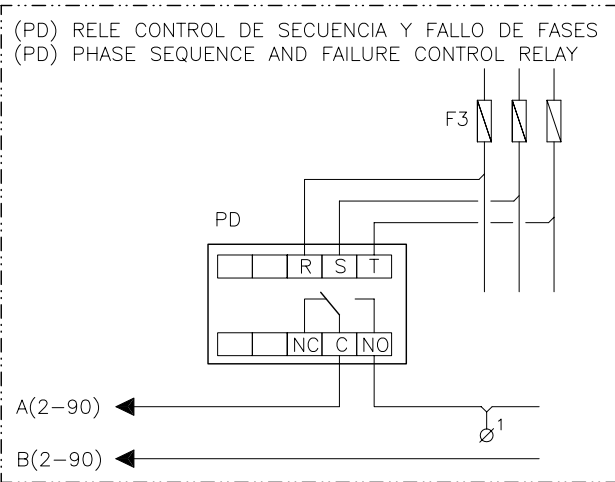 (PD) RELE CONTROL DE SECUENCIA Y FALLO DE FASES
(PD) PHASE SEQUENCE AND FAILURE CONTROL RELAY
F3
PD
R S T
NC C NO
A(2-90)
1
B(2-90)